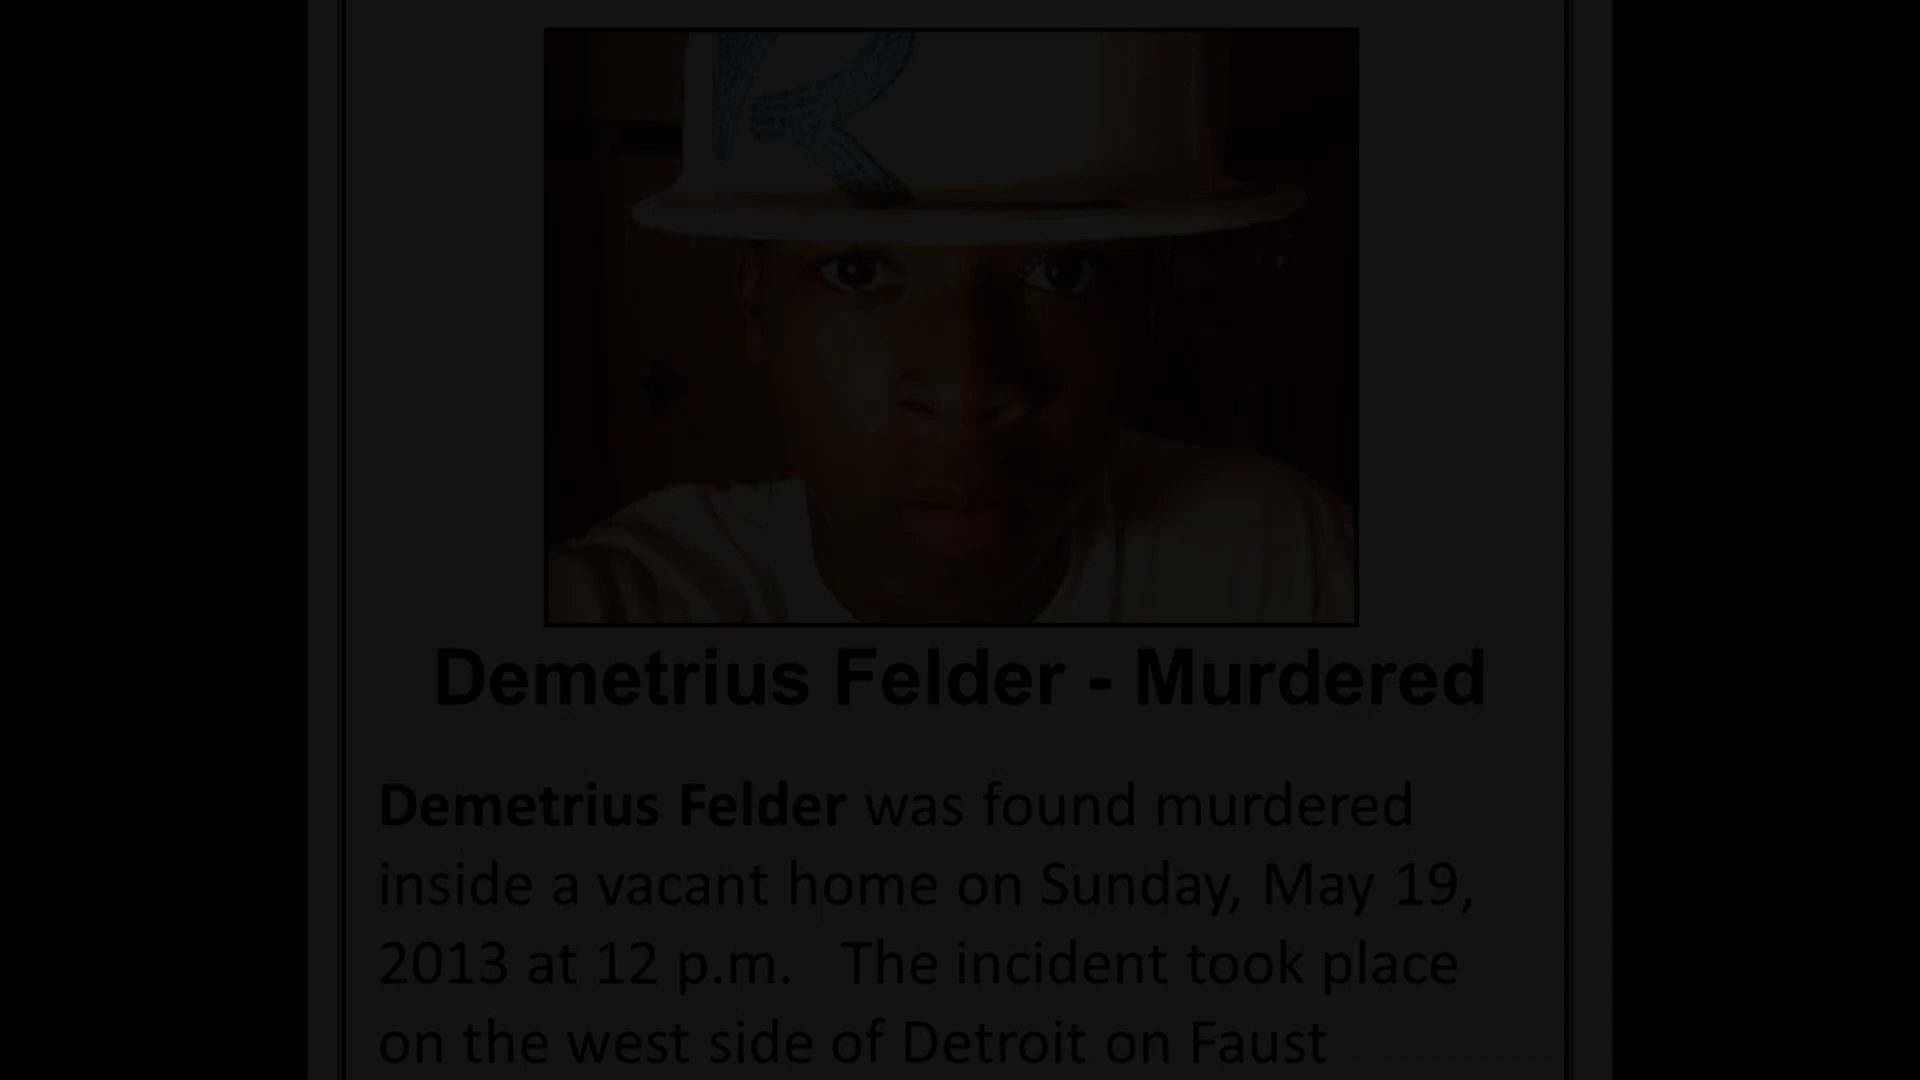 R
Demetrius Felder - Murdered
Demetrius Felder was found murdered
inside a vacant home on Sunday, May 19,
2013 at 12 p.m. The incident took place
on the west side of Detroit on Faust